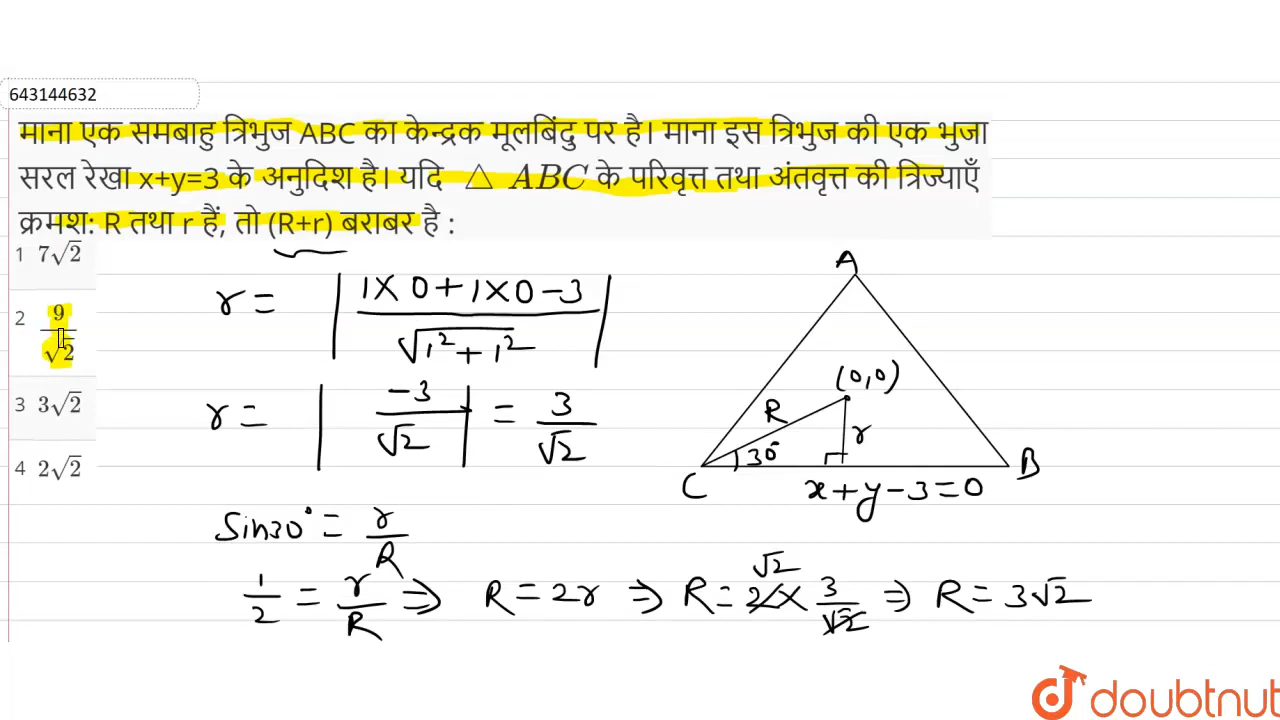 643144632
माना एक समबाहु त्रिभुज ABC का केन्द्रक मूलबिंदु पर है। माना इस त्रिभुज की एक भुजा
सरल रेखा x+y=3 के अनुदिश है। यदि △ABC के परिवृत्त तथा अंतवृत्त की त्रिज्याएँ
क्रमश: R तथा r हैं, तो (R+r) बराबर है :
1 7√2
2 9/√2
3 3√2
4 2√2
r = |(1×0+1×0-3)/√(1²+1²)|
r = |-3/√2| = 3/√2
Sin30° = r/R
1/2 = r/R ⇒ R=2r ⇒ R=2×3/√2 ⇒ R=3√2
√2
A
(0,0)
R
r
30°
C
B
x+y-3=0
doubtnut